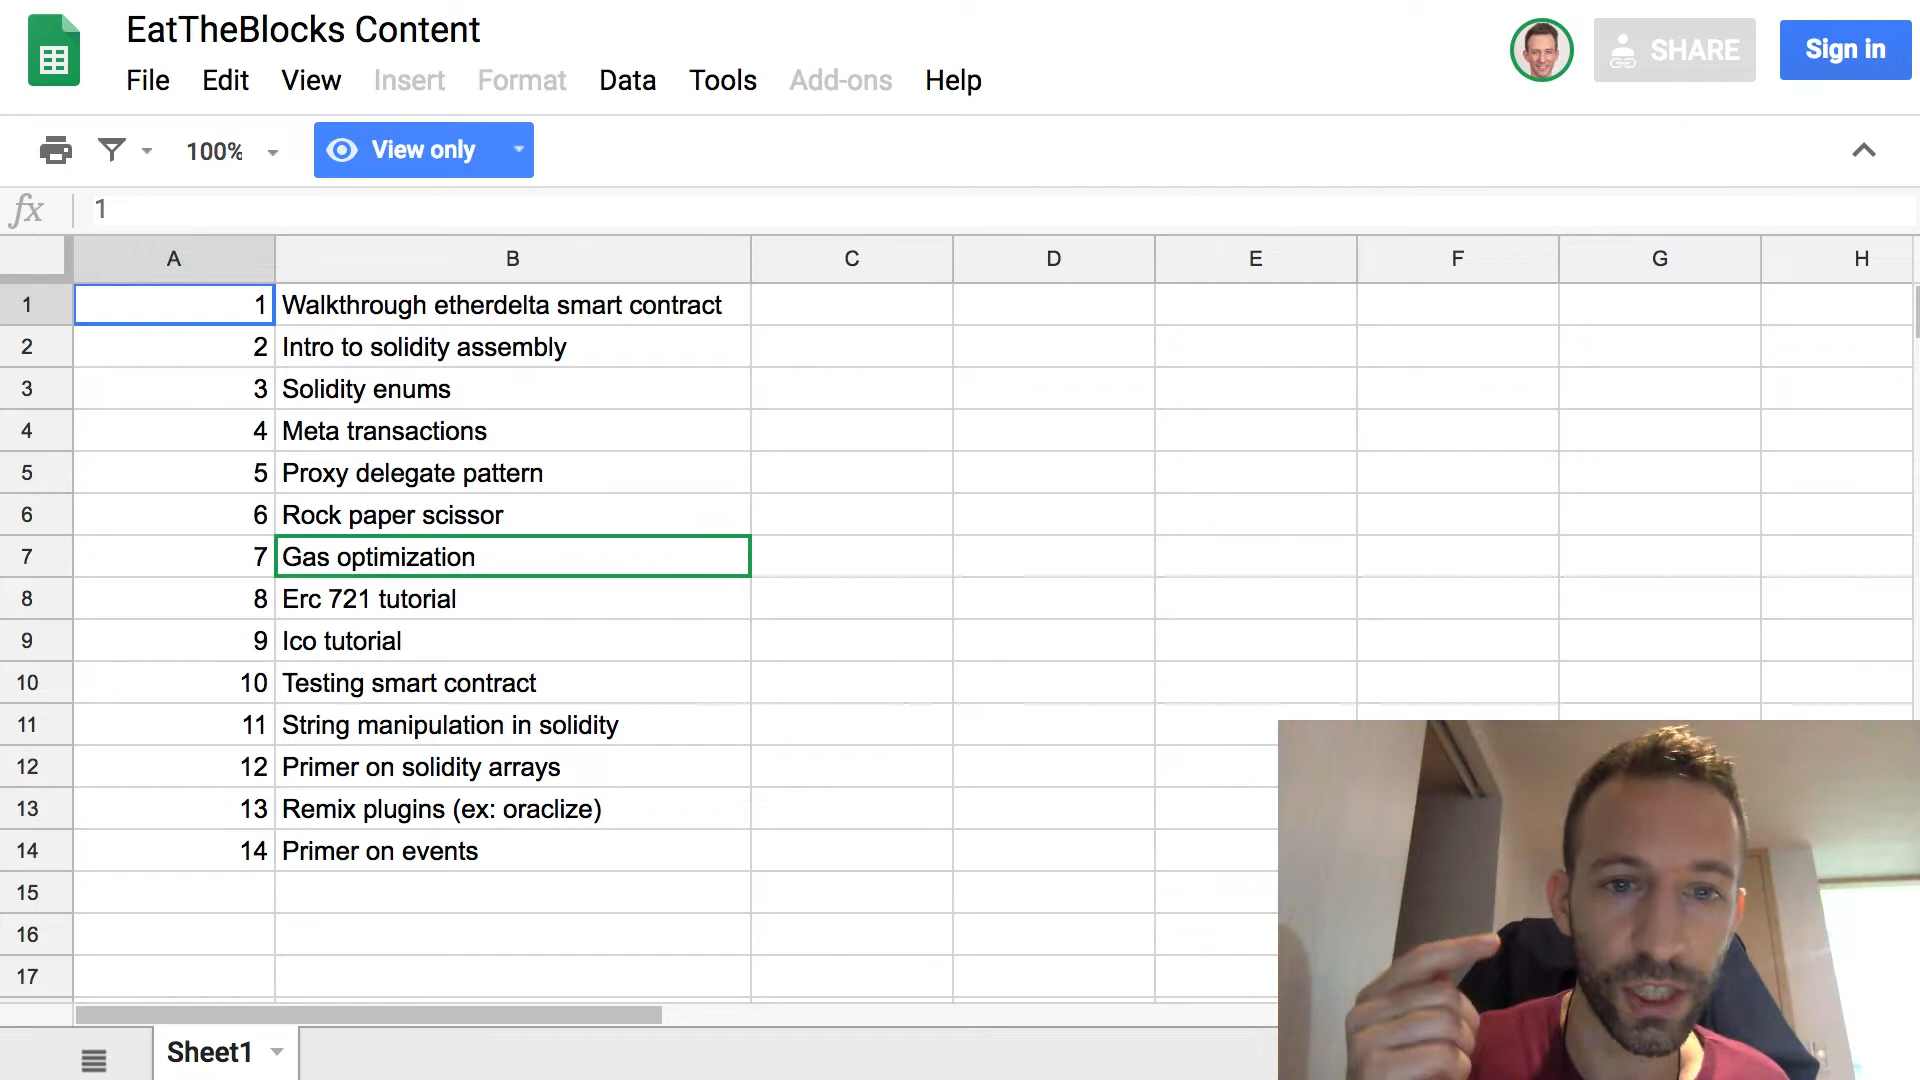 EatTheBlocks Content
File Edit View Insert Format Data Tools Add-ons Help
SHARE
Sign in
100%
View only
fx 1
A B C D E F G H
1 1 Walkthrough etherdelta smart contract
2 2 Intro to solidity assembly
3 3 Solidity enums
4 4 Meta transactions
5 5 Proxy delegate pattern
6 6 Rock paper scissor
7 7 Gas optimization
8 8 Erc 721 tutorial
9 9 Ico tutorial
10 10 Testing smart contract
11 11 String manipulation in solidity
12 12 Primer on solidity arrays
13 13 Remix plugins (ex: oraclize)
14 14 Primer on events
15
16
17
Sheet1